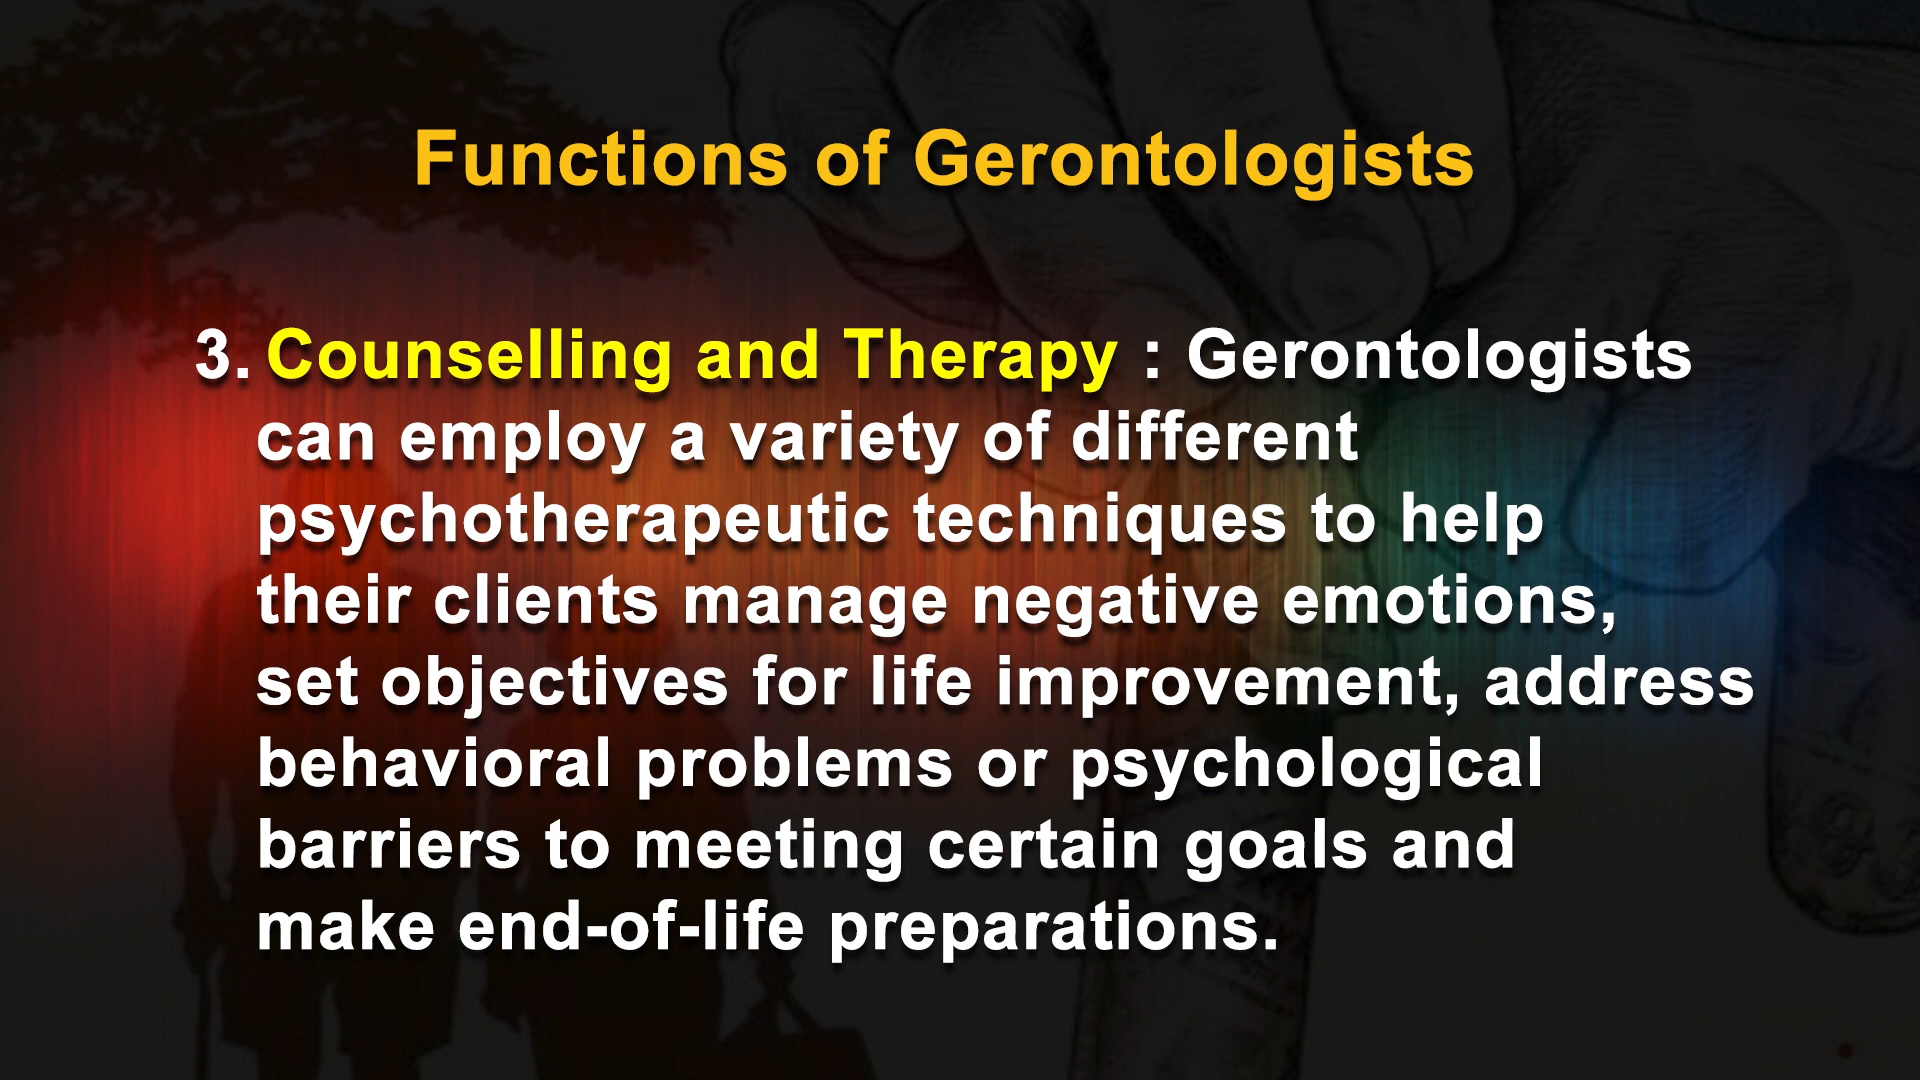 Functions of Gerontologists
3. Counselling and Therapy : Gerontologists
can employ a variety of different
psychotherapeutic techniques to help
their clients manage negative emotions,
set objectives for life improvement, address
behavioral problems or psychological
barriers to meeting certain goals and
make end-of-life preparations.